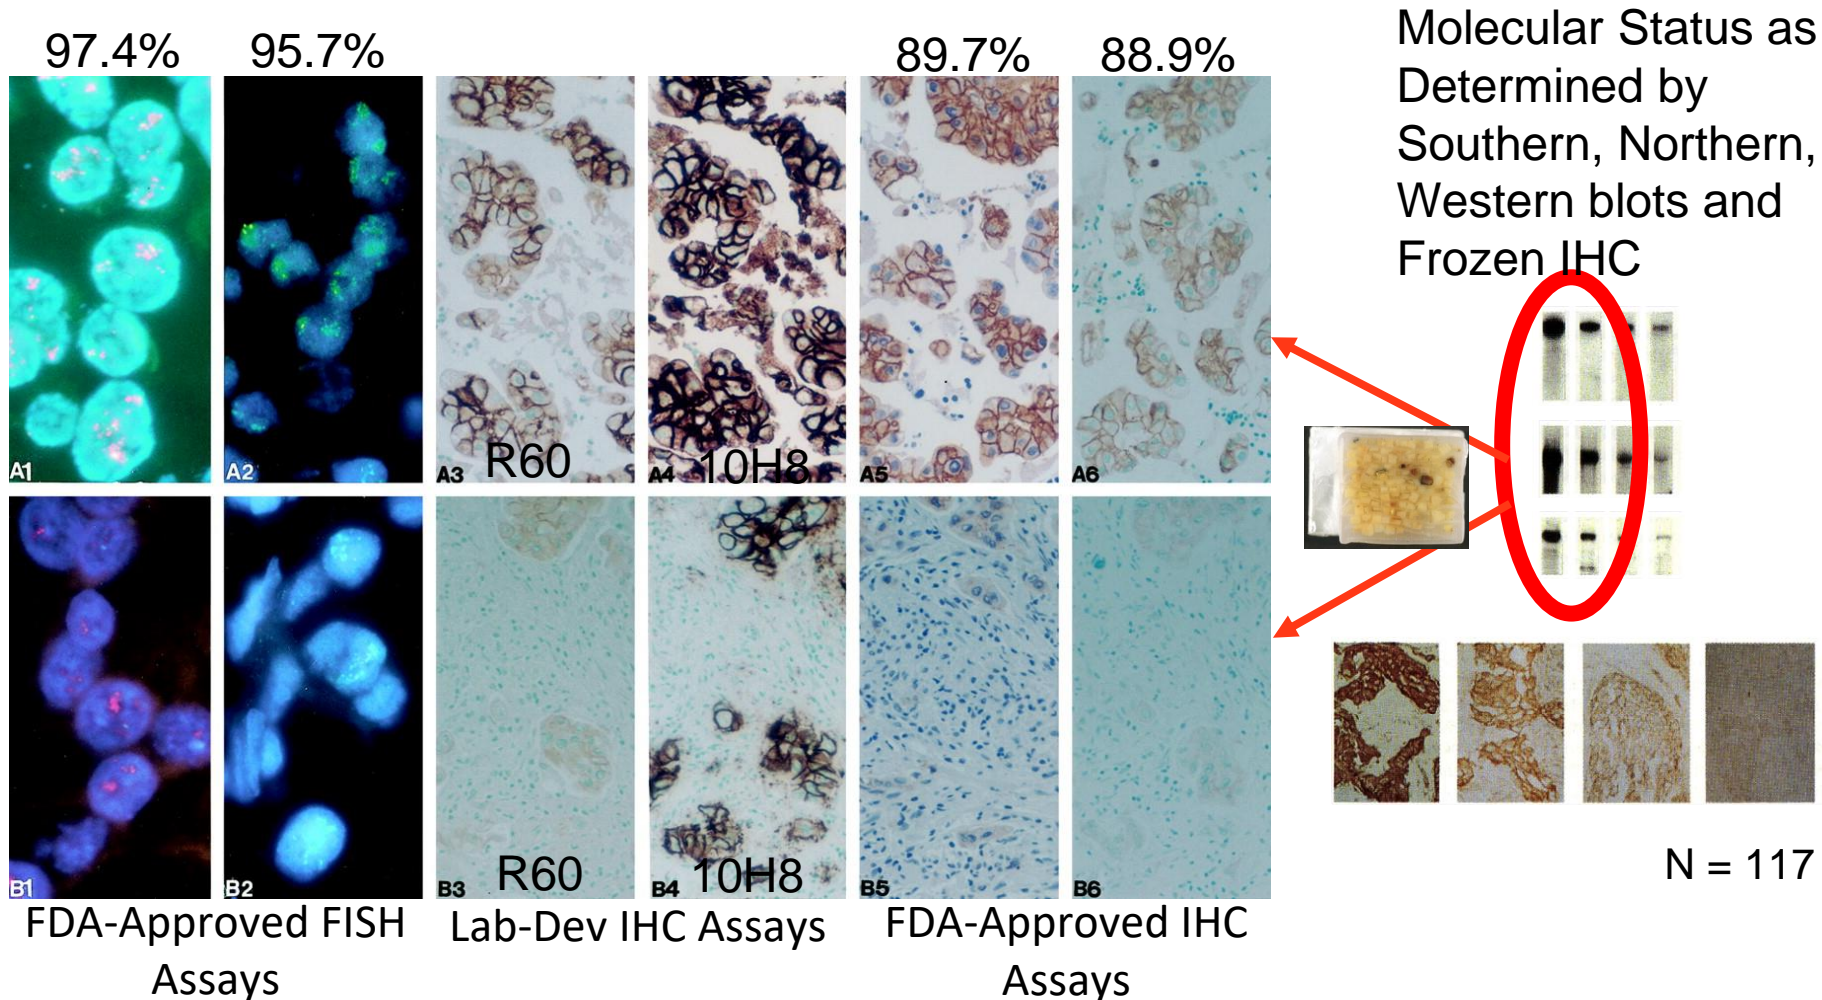 97.4%
95.7%
89.7%
88.9%
Molecular Status as
Determined by
Southern, Northern,
Western blots and
Frozen IHC
A1
A2
A3
R60
A4
10H8
A5
A6
B1
B2
B3
R60
B4
10H8
B5
B6
N = 117
FDA-Approved FISH
Assays
Lab-Dev IHC Assays
FDA-Approved IHC
Assays